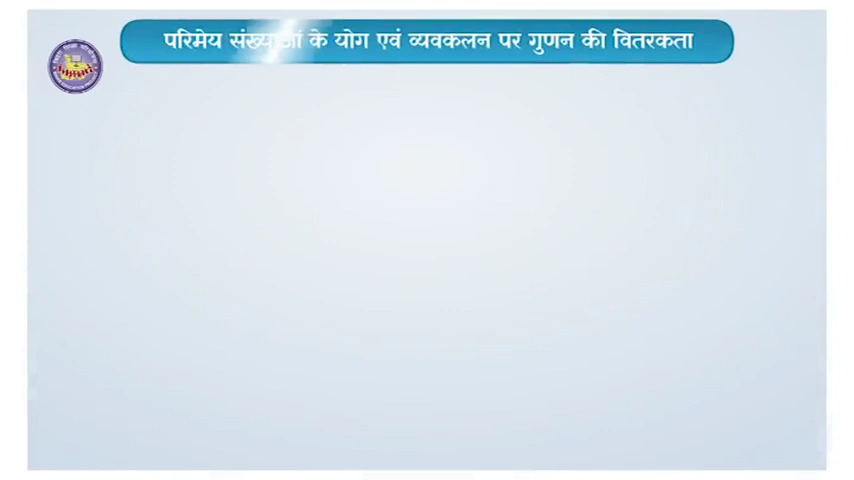 परिमेय संख्याओं के योग एवं व्यवकलन पर गुणन की वितरकता